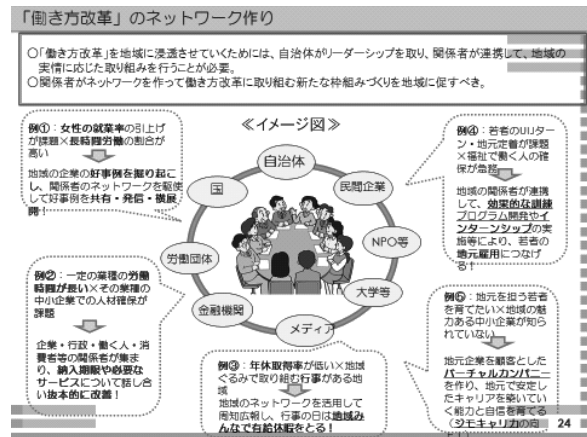 「働き方改革」のネットワーク作り
○「働き方改革」を地域に浸透させていくためには、自治体がリーダーシップを取り、関係者が連携して、地域の
実情に応じた取り組みを行うことが必要。
○関係者がネットワークを作って働き方改革に取り組む新たな枠組みづくりを地域に促すべき。
≪イメージ図≫
例①:女性の就業率の引上げ
が課題×長時間労働の割合が
高い
地域の企業の好事例を掘り起こ
し、関係者のネットワークを駆使
して好事例を共有・発信・横展
開!
例②:一定の業種の労働
時間が長い×その業種の
中小企業での人材確保が
課題
企業・行政・働く人・消
費者等の関係者が集ま
り、納入期限や必要な
サービスについて話し合
い抜本的に改善!
自治体
国
民間企業
労働団体
NPO等
金融機関
大学等
メディア
例③:年休取得率が低い×地域
ぐるみで取り組む行事がある地
域
地域のネットワークを活用して
周知広報し、行事の日は地域み
んなで有給休暇をとる!
例④:若者のUIJター
ン・地元定着が課題
×福祉で働く人の確
保が急務
地域の関係者が連携
して、効果的な訓練
プログラム開発やイ
ンターンシップの実
施等により、若者の
地元雇用につなげ
る!
例⑤:地元を担う若者
を育てたい×地域の魅
力ある中小企業が知ら
れていない
地元企業を顧客とした
バーチャルカンパニー
を作り、地元で安定し
たキャリアを築いてい
く能力と自信を育てる
(ジモキャリ力の向
24